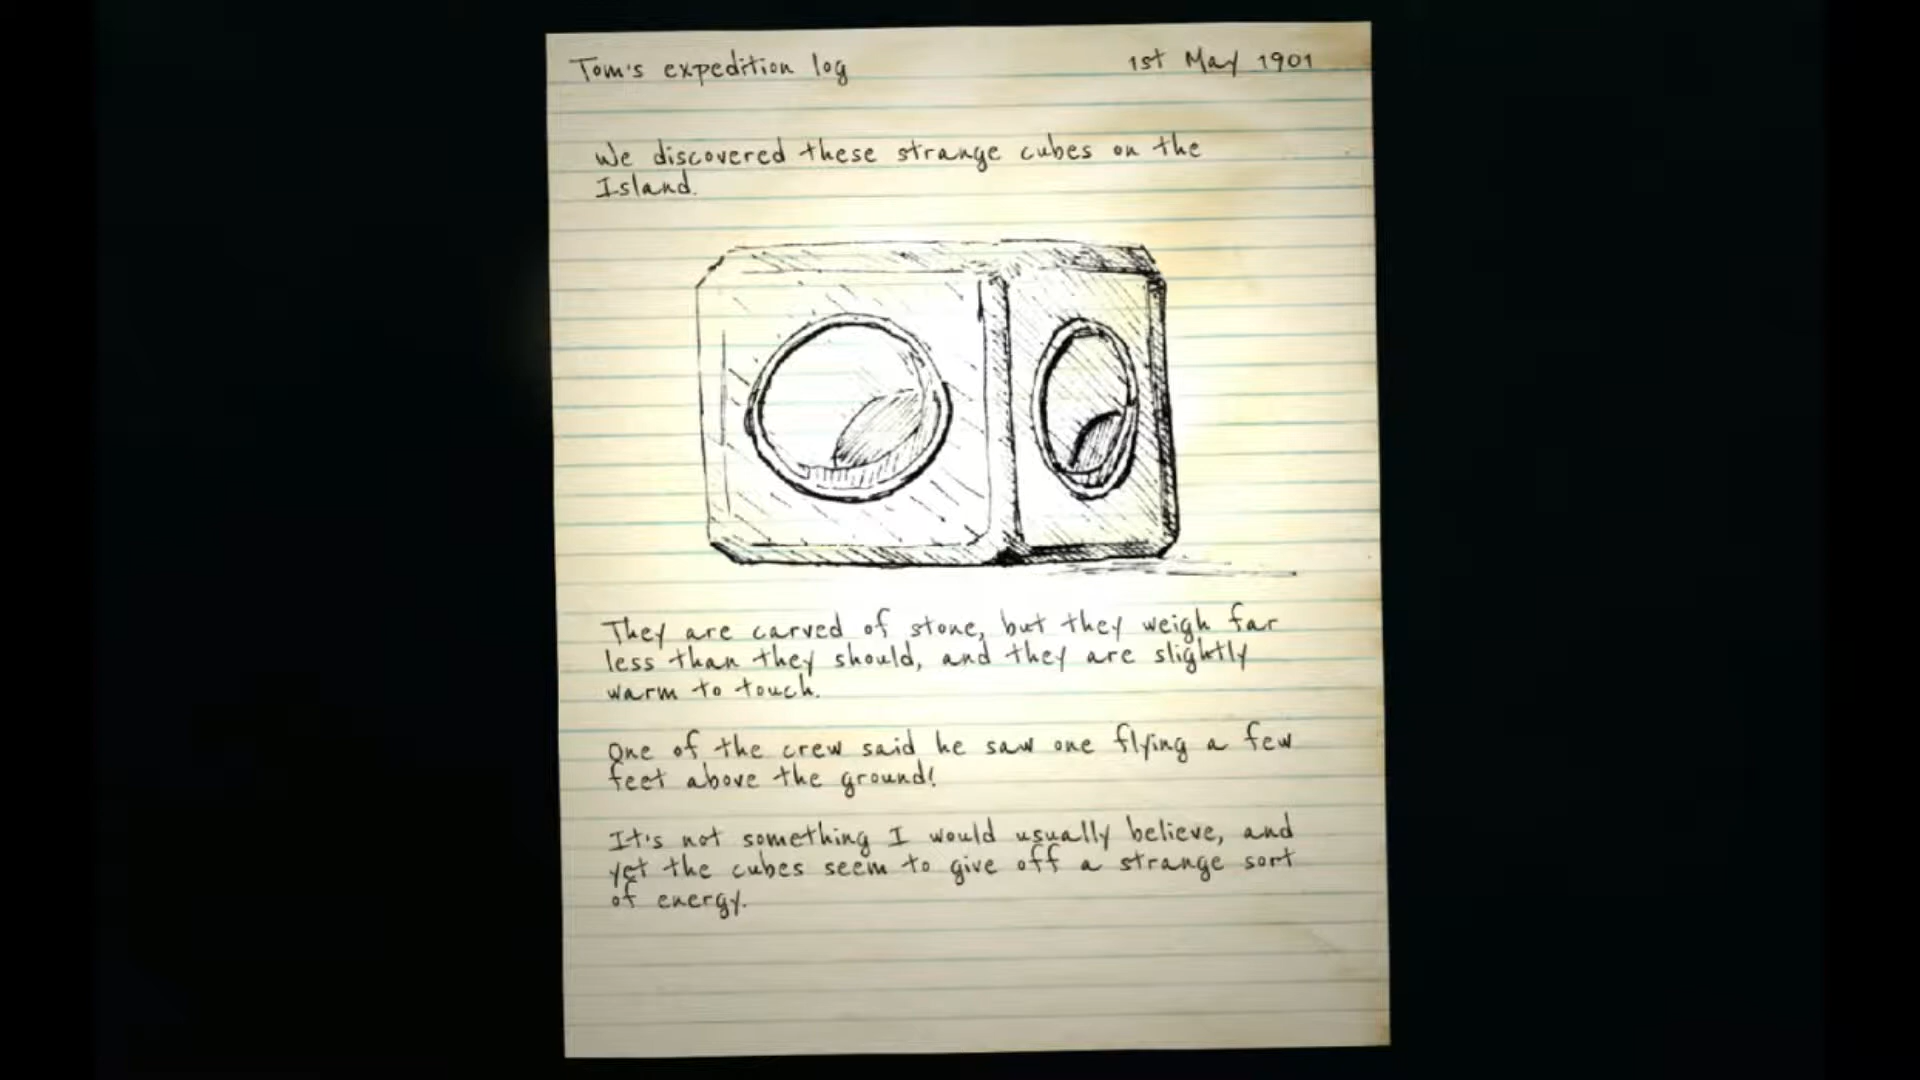 Tom's expedition log
1st May 1901
We discovered these strange cubes on the
Island.
They are carved of stone, but they weigh far
less than they should, and they are slightly
warm to touch.
One of the crew said he saw one flying a few
feet above the ground!
It's not something I would usually believe, and
yet the cubes seem to give off a strange sort
of energy.